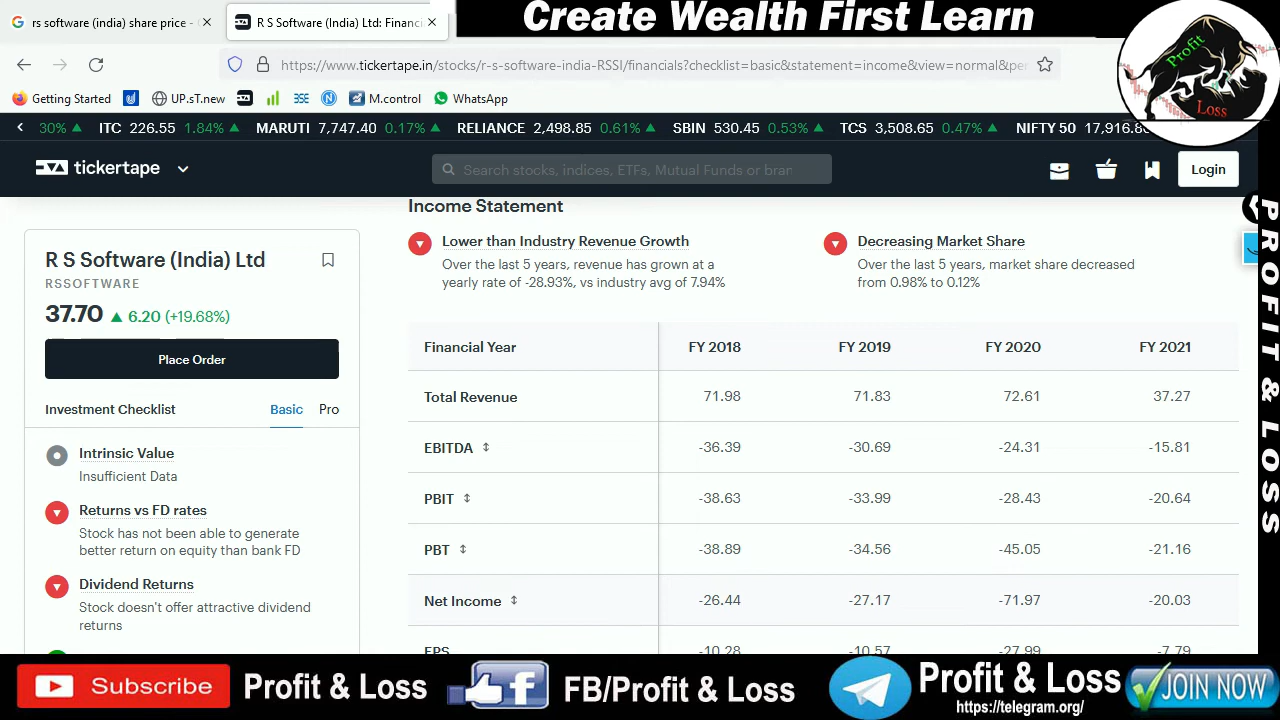 rs software (india) share price -
R S Software (India) Ltd: Financi
Create Wealth First Learn
https://www.tickertape.in/stocks/r-s-software-india-RSSI/financials?checklist=basic&statement=income&view=normal&per
Profit
Loss
Getting Started
UP.sT.new
M.control
WhatsApp
30% ITC 226.55 1.84% MARUTI 7,747.40 0.17% RELIANCE 2,498.85 0.61% SBIN 530.45 0.53% TCS 3,508.65 0.47% NIFTY 50
tickertape
Search stocks, indices, ETFs, Mutual Funds or bran
Login
R S Software (India) Ltd
RSSOFTWARE
37.70 6.20 (+19.68%)
Place Order
Investment Checklist Basic Pro
Intrinsic Value
Insufficient Data
Returns vs FD rates
Stock has not been able to generate
better return on equity than bank FD
Dividend Returns
Stock doesn't offer attractive dividend
returns
Income Statement
Lower than Industry Revenue Growth
Over the last 5 years, revenue has grown at a
yearly rate of -28.93%, vs industry avg of 7.94%
Decreasing Market Share
Over the last 5 years, market share decreased
from 0.98% to 0.12%
Financial Year FY 2018 FY 2019 FY 2020 FY 2021
Total Revenue 71.98 71.83 72.61 37.27
EBITDA -36.39 -30.69 -24.31 -15.81
PBIT -38.63 -33.99 -28.43 -20.64
PBT -38.89 -34.56 -45.05 -21.16
Net Income -26.44 -27.17 -71.97 -20.03
EPS -10.28 -10.57 -27.99 -7.79
PROFIT & LOSS
Subscribe
Profit & Loss
FB/Profit & Loss
Profit & Loss
https://telegram.org/
JOIN NOW